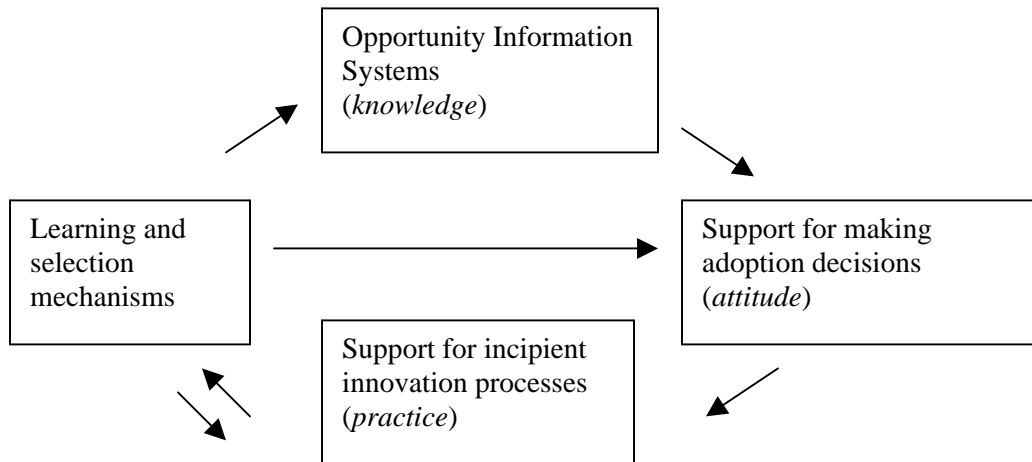 Opportunity Information
Systems
(knowledge)
Learning and
selection
mechanisms
Support for making
adoption decisions
(attitude)
Support for incipient
innovation processes
(practice)